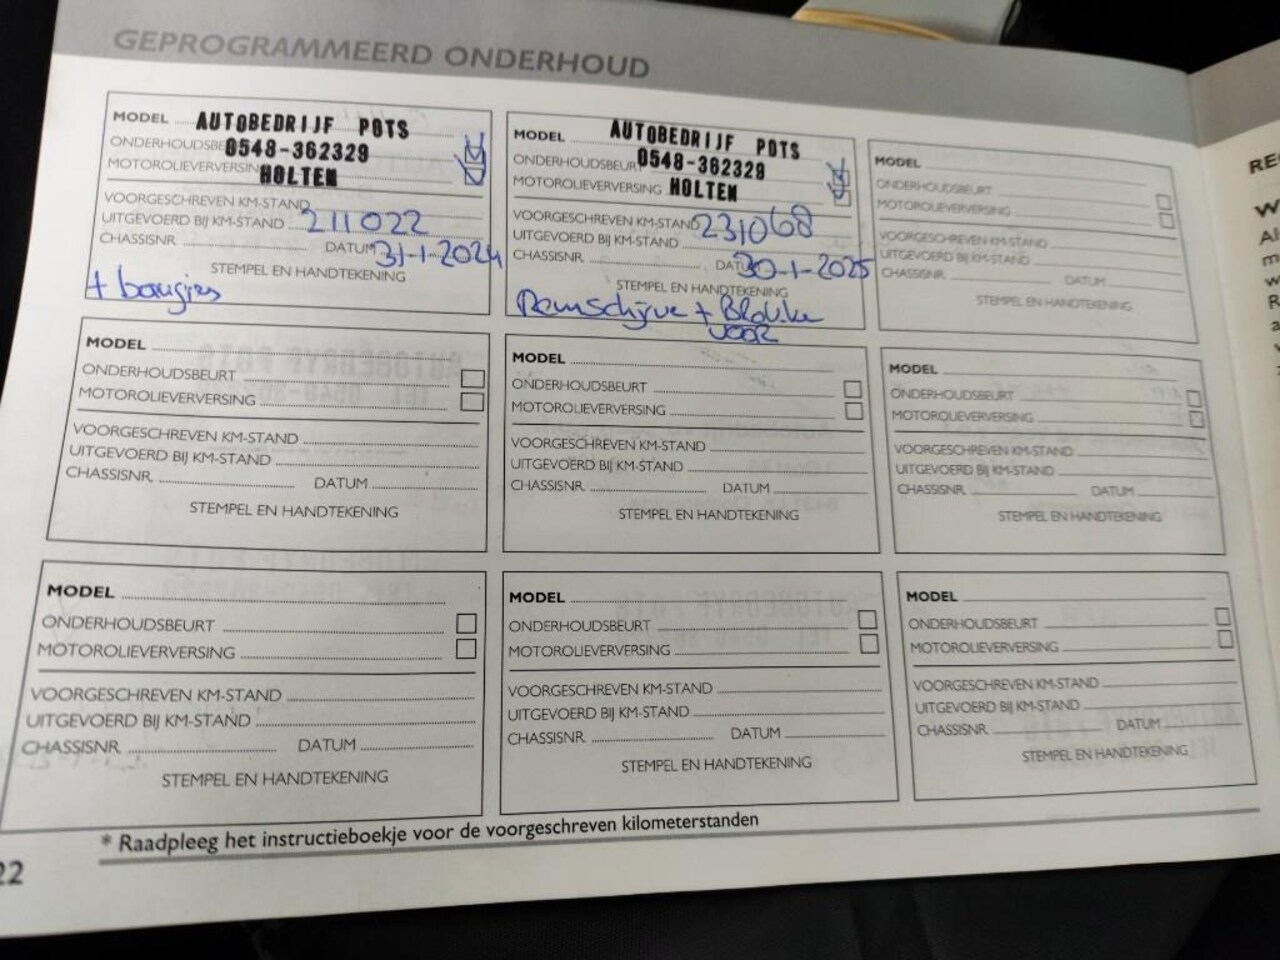 GEPROGRAMMEERD ONDERHOUD
MODEL AUTOBEDRIJF POTS
ONDERHOUDSBE 0548-362329
MOTOROLIEVERVERSIN HOLTEN
VOORGESCHREVEN KM-STAND
UITGEVOERD BIJ KM-STAND 211022
CHASSISNR. DATUM 31-1-2024
STEMPEL EN HANDTEKENING
+ bougies
MODEL AUTOBEDRIJF POTS
ONDERHOUDSBEURT 0548-362329
MOTOROLIEVERVERSING HOLTEN
VOORGESCHREVEN KM-STAND 231068
UITGEVOERD BIJ KM-STAND
CHASSISNR. DATU 30-1-2025
STEMPEL EN HANDTEKENING
Remschijve + Blokke
voor
MODEL
ONDERHOUDSBEURT
MOTOROLIEVERVERSING
VOORGESCHREVEN KM-STAND
UITGEVOERD BIJ KM-STAND
CHASSISNR. DATUM
STEMPEL EN HANDTEKENING
MODEL
ONDERHOUDSBEURT
MOTOROLIEVERVERSING
VOORGESCHREVEN KM-STAND
UITGEVOERD BIJ KM-STAND
CHASSISNR. DATUM
STEMPEL EN HANDTEKENING
MODEL
ONDERHOUDSBEURT
MOTOROLIEVERVERSING
VOORGESCHREVEN KM-STAND
UITGEVOERD BIJ KM-STAND
CHASSISNR. DATUM
STEMPEL EN HANDTEKENING
MODEL
ONDERHOUDSBEURT
MOTOROLIEVERVERSING
VOORGESCHREVEN KM-STAND
UITGEVOERD BIJ KM-STAND
CHASSISNR. DATUM
STEMPEL EN HANDTEKENING
MODEL
ONDERHOUDSBEURT
MOTOROLIEVERVERSING
VOORGESCHREVEN KM-STAND
UITGEVOERD BIJ KM-STAND
CHASSISNR. DATUM
STEMPEL EN HANDTEKENING
MODEL
ONDERHOUDSBEURT
MOTOROLIEVERVERSING
VOORGESCHREVEN KM-STAND
UITGEVOERD BIJ KM-STAND
CHASSISNR. DATUM
STEMPEL EN HANDTEKENING
MODEL
ONDERHOUDSBEURT
MOTOROLIEVERVERSING
VOORGESCHREVEN KM-STAND
UITGEVOERD BIJ KM-STAND
CHASSISNR. DATUM
STEMPEL EN HANDTEKENING
* Raadpleeg het instructieboekje voor de voorgeschreven kilometerstanden
22